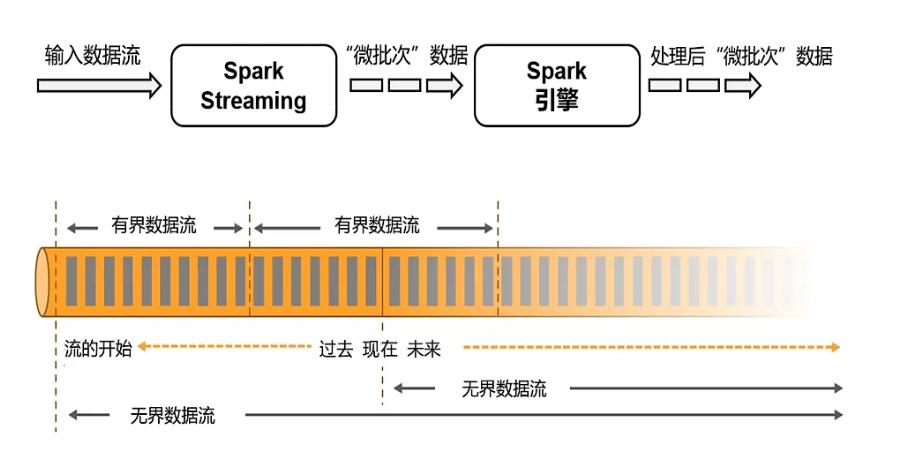 输入数据流
Spark
Streaming
“微批次” 数据
Spark
引擎
处理后 “微批次” 数据
有界数据流
有界数据流
流的开始
过去 现在 未来
无界数据流
无界数据流